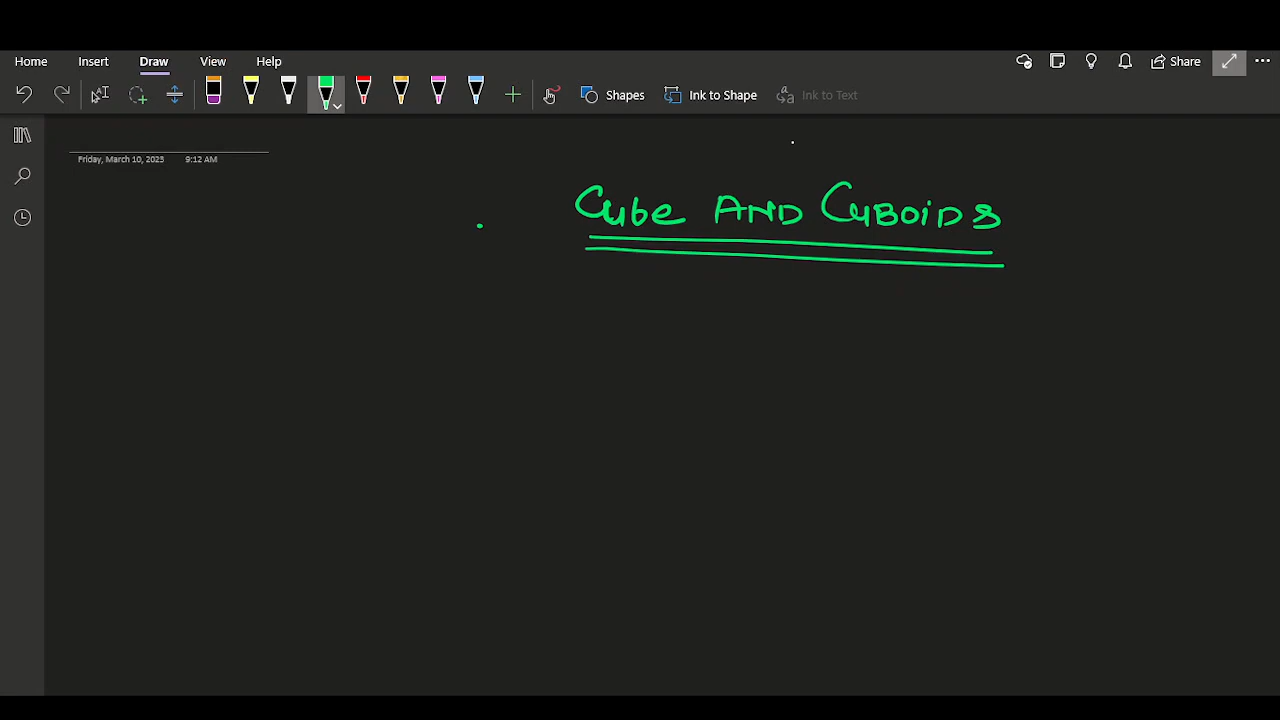 Home Insert Draw View Help Share
Shapes Ink to Shape Ink to Text
Friday, March 10, 2023 9:12 AM
Cube AND CUBOiDS